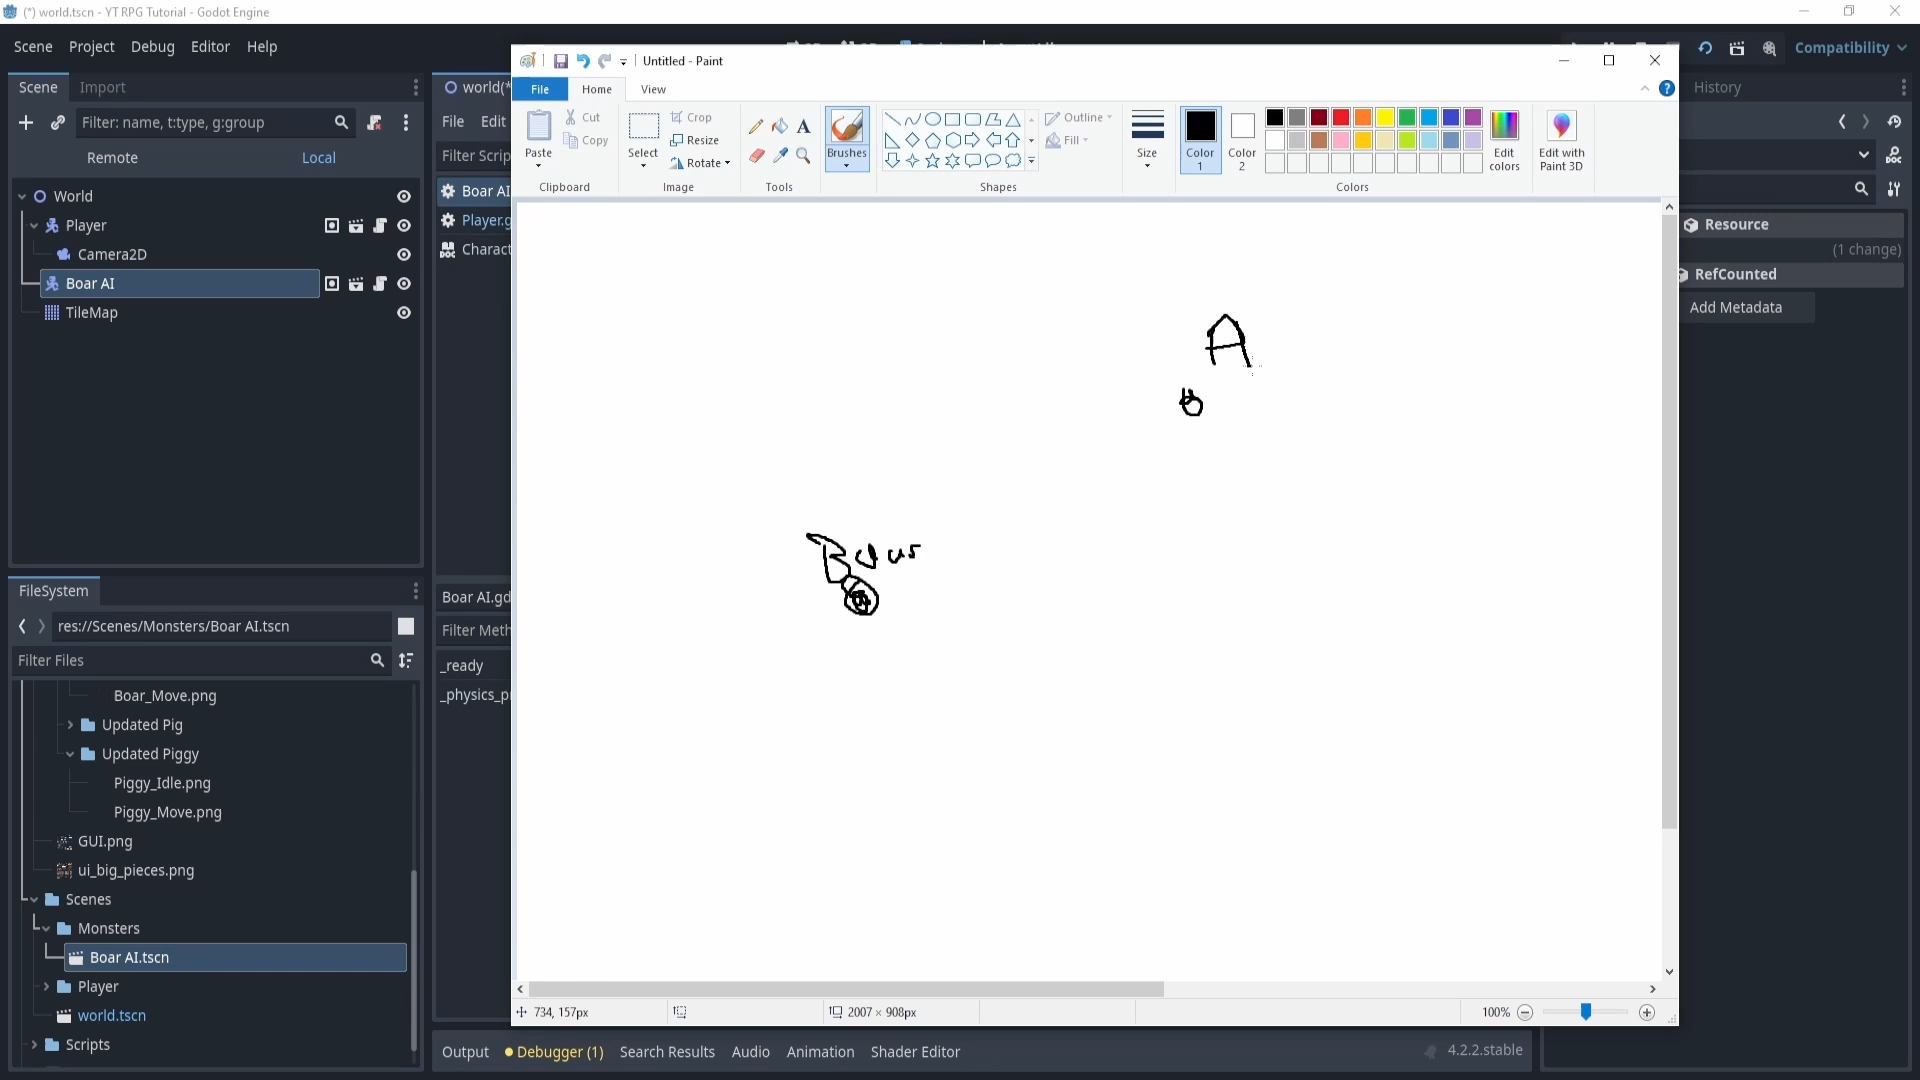 (*) world.tscn - YT RPG Tutorial - Godot Engine
Scene Project Debug Editor Help
Compatibility
Scene Import
Filter: name, t:type, g:group
Remote Local
World
Player
Camera2D
Boar AI
TileMap
FileSystem
res://Scenes/Monsters/Boar AI.tscn
Filter Files
Boar_Move.png
Updated Pig
Updated Piggy
Piggy_Idle.png
Piggy_Move.png
GUI.png
ui_big_pieces.png
Scenes
Monsters
Boar AI.tscn
Player
world.tscn
Scripts
world(*
File Edit
Filter Scrip
Boar AI
Player.g
DOC Charact
Boar AI.gd
Filter Meth
_ready
_physics_pr
Untitled - Paint
File Home View
Paste
Cut
Copy
Clipboard
Select
Crop
Resize
Rotate
Image
A
Tools
Brushes
Outline
Fill
Shapes
Size
Color 1
Color 2
Edit colors
Edit with Paint 3D
Colors
A
734, 157px
2007 × 908px
100%
Output Debugger (1) Search Results Audio Animation Shader Editor
4.2.2.stable
History
DOC
Resource
(1 change)
RefCounted
Add Metadata